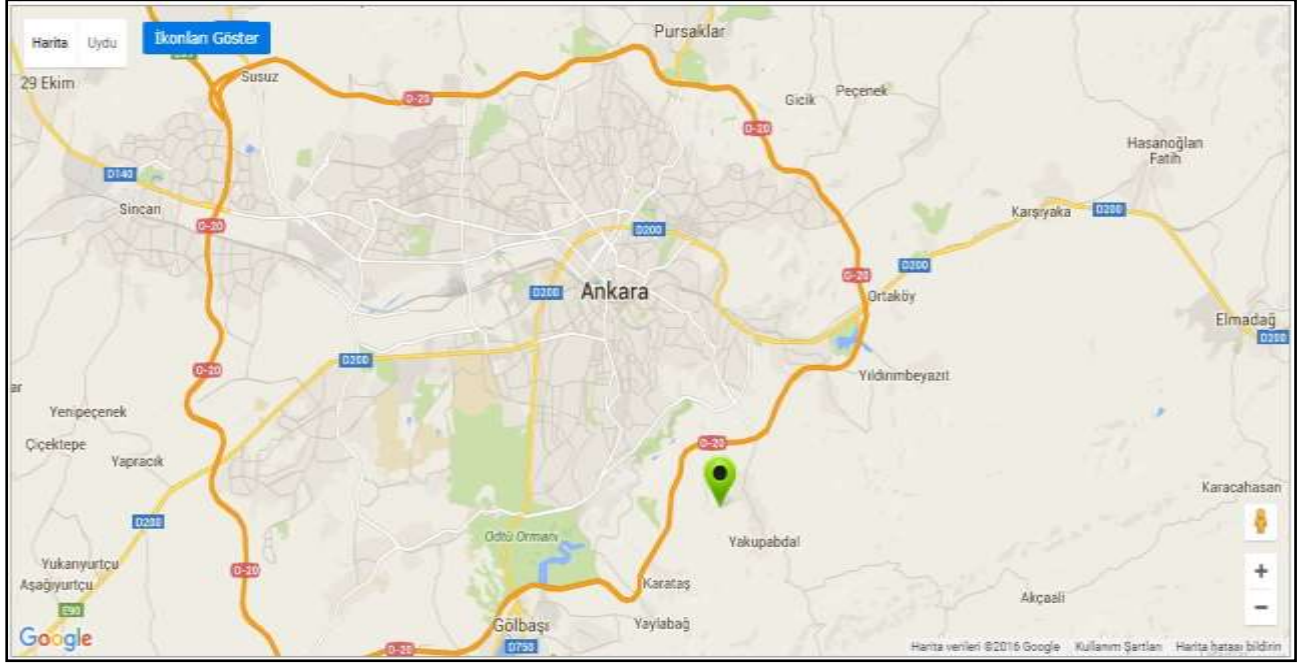 Pursaklar
Harita Uydu
İkonları Göster
Susuz
29 Ekim
Peçenek
Gicik
O-20
O-20
Hasanoğlan
Fatih
D140
Sincan
Karşıyaka
D200
O-20
D200
D200
O-20
Ortaköy
D200
Ankara
Elmadağ
D200
D200
O-20
Yıldırımbeyazıt
Yenipeçenek
Çiçektepe
O-20
Yapracık
Karacahasan
D200
Odtü Ormanı
Yakupabdal
Yukarıyurtçu
O-20
Aşağıyurtçu
Karataş
+
Akçaali
E90
−
Google
Gölbaşı
Yaylabağ
O-20
D750
Harita verileri ©2016 Google Kullanım Şartları Harita hatası bildirin